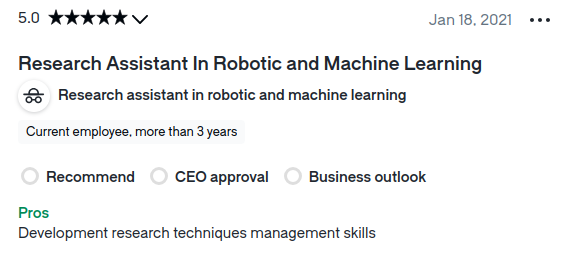 5.0 ★★★★★ Jan 18, 2021
Research Assistant In Robotic and Machine Learning
Research assistant in robotic and machine learning
Current employee, more than 3 years
Recommend CEO approval Business outlook
Pros
Development research techniques management skills